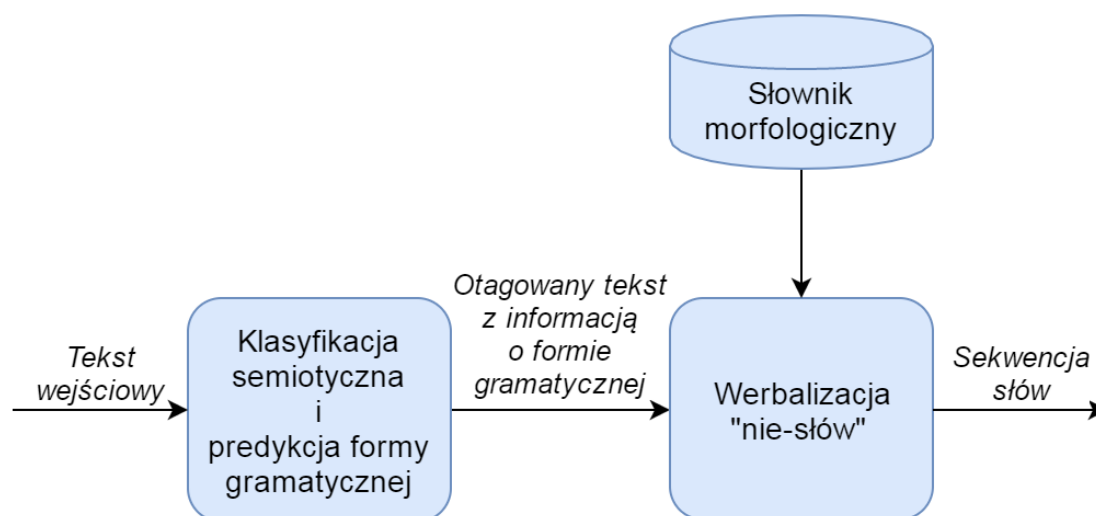 Słownik
morfologiczny
Tekst
wejściowy
Klasyfikacja
semiotyczna
i
predykcja formy
gramatycznej
Otagowany tekst
z informacją
o formie
gramatycznej
Werbalizacja
"nie-słów"
Sekwencja
słów